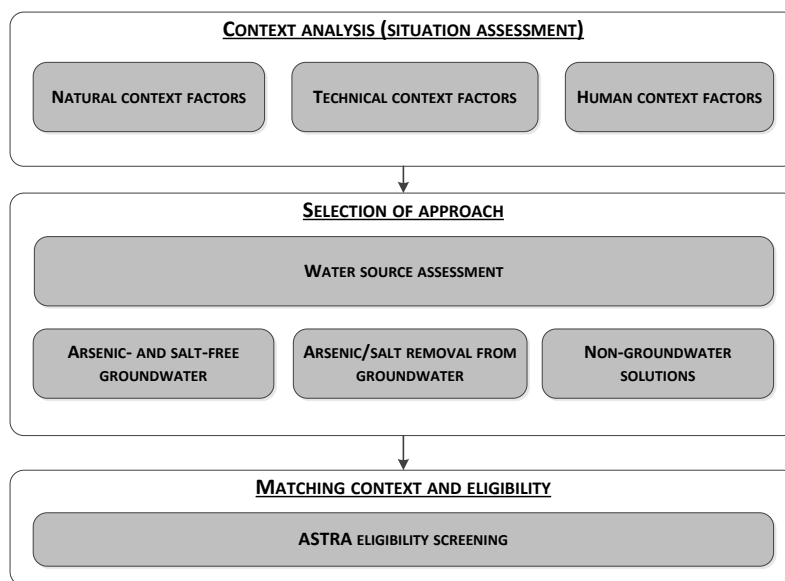 CONTEXT ANALYSIS (SITUATION ASSESSMENT)
NATURAL CONTEXT FACTORS
TECHNICAL CONTEXT FACTORS
HUMAN CONTEXT FACTORS
SELECTION OF APPROACH
WATER SOURCE ASSESSMENT
ARSENIC- AND SALT-FREE
GROUNDWATER
ARSENIC/SALT REMOVAL FROM
GROUNDWATER
NON-GROUNDWATER
SOLUTIONS
MATCHING CONTEXT AND ELIGIBILITY
ASTRA ELIGIBILITY SCREENING